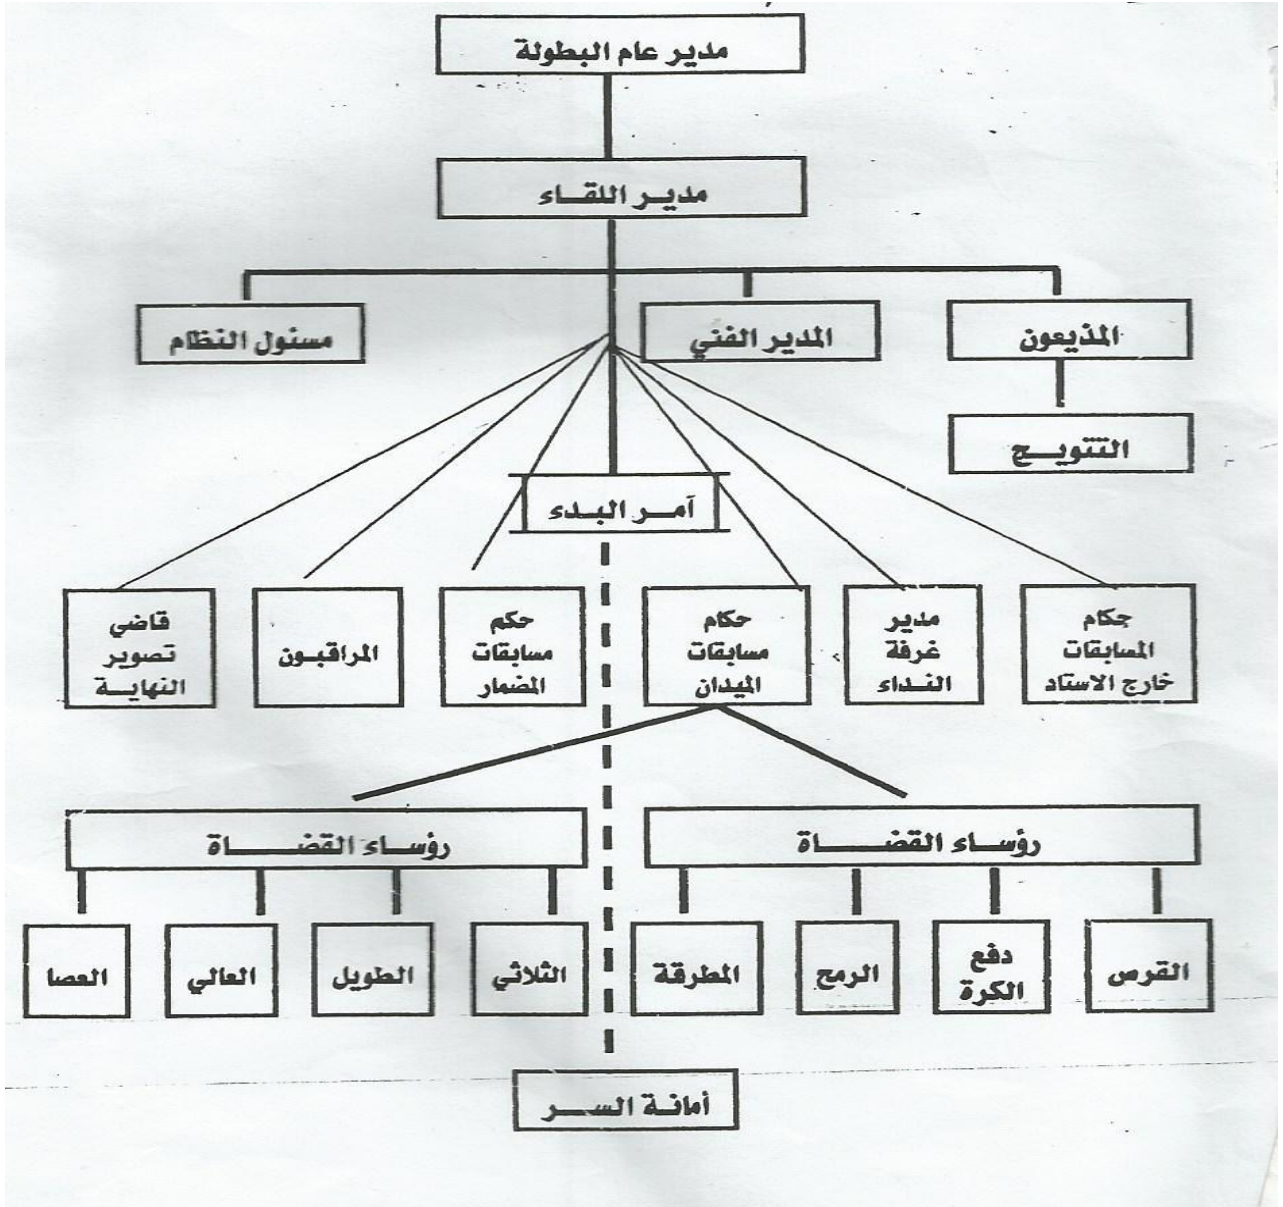 مدير عام البطولة
مدير اللقاء
المذيعون
المدير الفني
مسئول النظام
التتويج
آمر البدء
حكام
المسابقات
خارج الاستاد
مدير
غرفة
النداء
حكام
مسابقات
الميدان
حكم
مسابقات
المضمار
المراقبون
قاضي
تصوير
النهاية
رؤساء القضاة
رؤساء القضاة
القرص
دفع
الكرة
الرمح
المطرقة
الثلاثي
الطويل
العالي
العصا
أمانة السر